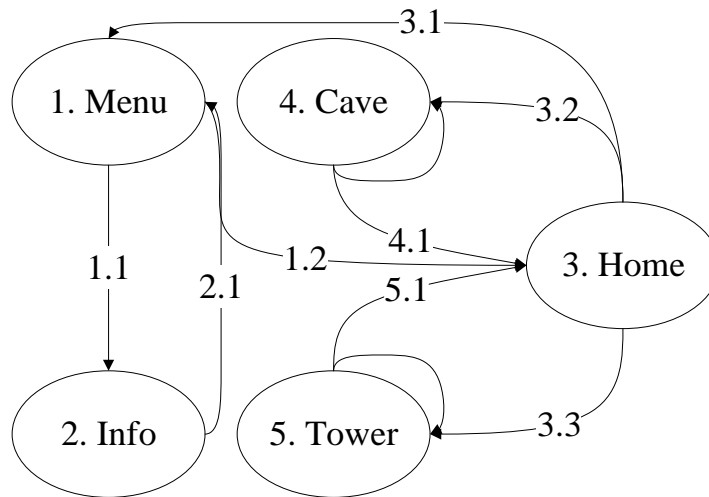 3.1
1. Menu
4. Cave
3.2
4.1
1.1
2.1
1.2
3. Home
5.1
2. Info
5. Tower
3.3